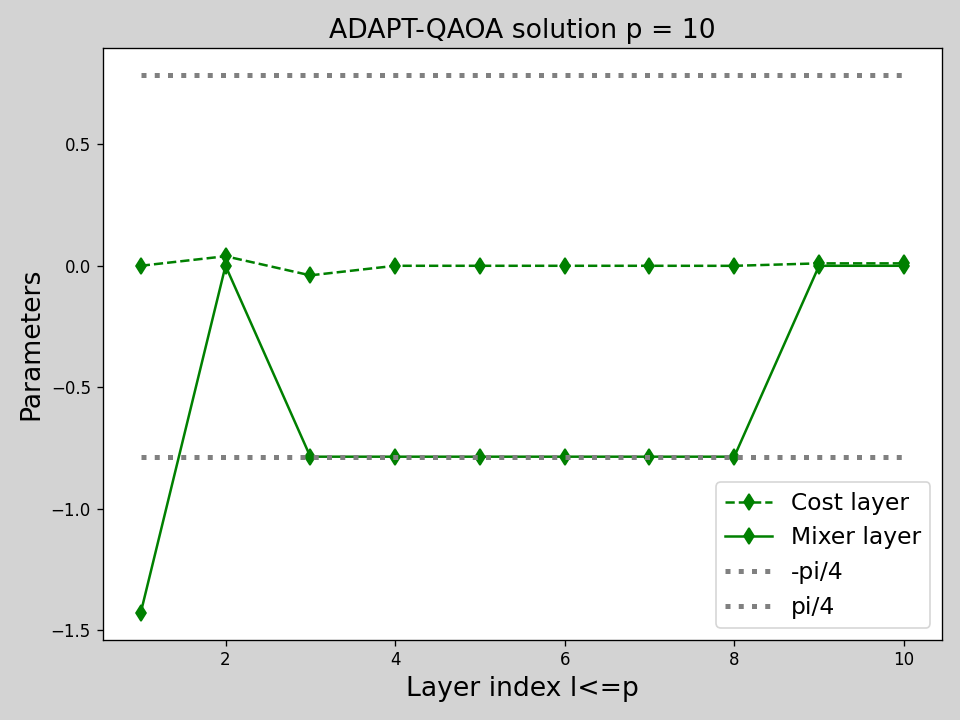 ADAPT-QAOA solution p = 10
Parameters
0.5
0.0
−0.5
−1.0
−1.5
Cost layer
Mixer layer
-pi/4
pi/4
2 4 6 8 10
Layer index l<=p